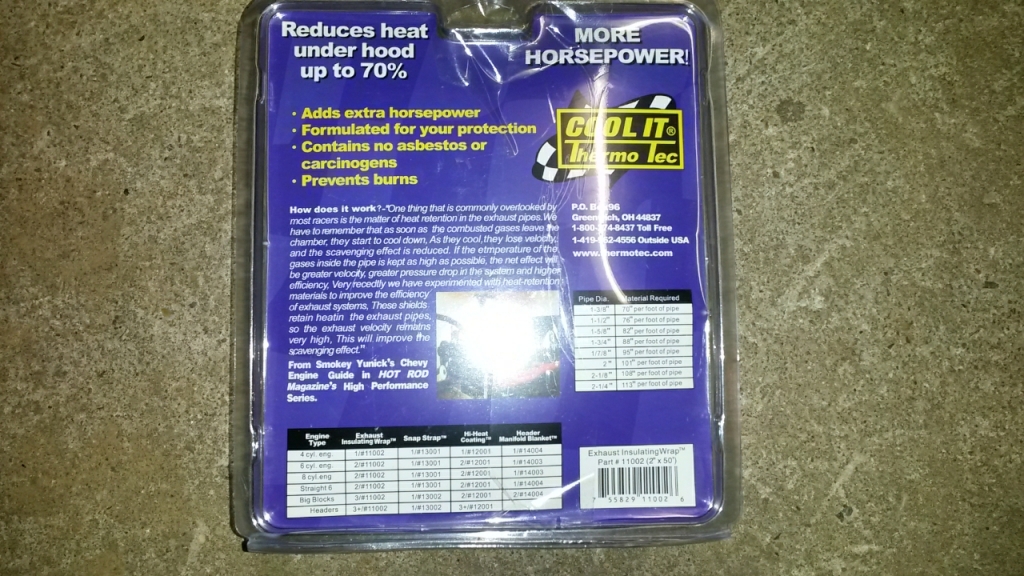 Reduces heat
under hood
up to 70%
MORE
HORSEPOWER!
• Adds extra horsepower
• Formulated for your protection
• Contains no asbestos or
carcinogens
• Prevents burns
COOL IT®
Thermo Tec
P.O. Box 96
Greenwich, OH 44837
1-800-274-8437 Toll Free
1-419-962-4556 Outside USA
www.thermotec.com
How does it work?-"One thing that is commonly overlooked by
most racers is the matter of heat retention in the exhaust pipes. We
have to remember that as soon as the combusted gases leave the
chamber, they start to cool down, As they cool, they lose velocity,
and the scavenging effect is reduced. If the etmperature of the
gases inside the pipe is kept as high as possible, the net effect will
be greater velocity, greater pressure drop in the system and higher
efficiency, Very recedtly we have expenmented with heat-retention
materials to improve the efficiency
of exhaust systems, These shields
retain heatin the exhaust pipes,
so the exhaust velocity remains
very high, This will improve the
scavenging effect."
From Smokey Yunick's Chevy
Engine Guide in HOT ROD
Magazine's High Performance
Series.
Pipe Dia. Material Required
1-3/8" 70" per foot of pipe
1-1/2" 76" per foot of pipe
1-5/8" 82" per foot of pipe
1-3/4" 88" per foot of pipe
1/7/8" 95" per foot of pipe
2" 101" per foot of pipe
2-1/8" 108" per foot of pipe
2-1/4" 113" per foot of pipe
Engine Type Exhaust InsulatingWrap™ Snap Strap™ Hi-Heat Coating™ Header Manifold Blanket™
4 cyl. eng. 1/#11002 1/#13001 1/#12001 1/#14004
6 cyl. eng. 2/#11002 1/#13001 2/#12001 1/#14003
8 cyl. eng. 2/#11002 1/#13001 2/#12001 1/#14003
Straight 6 2/#11002 1/#13001 2/#12001 1/#14004
Big Blocks 3/#11002 1/#13002 2/#12001 2/#14004
Headers 3+/#11002 1/#13002 3+/#12001
Exhaust InsulatingWrap™
Part # 11002 (2" x 50')
7 55829 11002 6